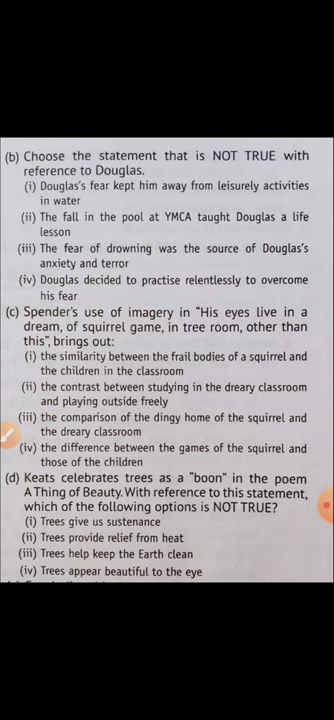 (b) Choose the statement that is NOT TRUE with
reference to Douglas.
(i) Douglas's fear kept him away from leisurely activities
in water
(ii) The fall in the pool at YMCA taught Douglas a life
lesson
(iii) The fear of drowning was the source of Douglas's
anxiety and terror
(iv) Douglas decided to practise relentlessly to overcome
his fear
(c) Spender's use of imagery in "His eyes live in a
dream, of squirrel game, in tree room, other than
this", brings out:
(i) the similarity between the frail bodies of a squirrel and
the children in the classroom
(ii) the contrast between studying in the dreary classroom
and playing outside freely
(iii) the comparison of the dingy home of the squirrel and
the dreary classroom
(iv) the difference between the games of the squirrel and
those of the children
(d) Keats celebrates trees as a "boon" in the poem
A Thing of Beauty. With reference to this statement,
which of the following options is NOT TRUE?
(i) Trees give us sustenance
(ii) Trees provide relief from heat
(iii) Trees help keep the Earth clean
(iv) Trees appear beautiful to the eye